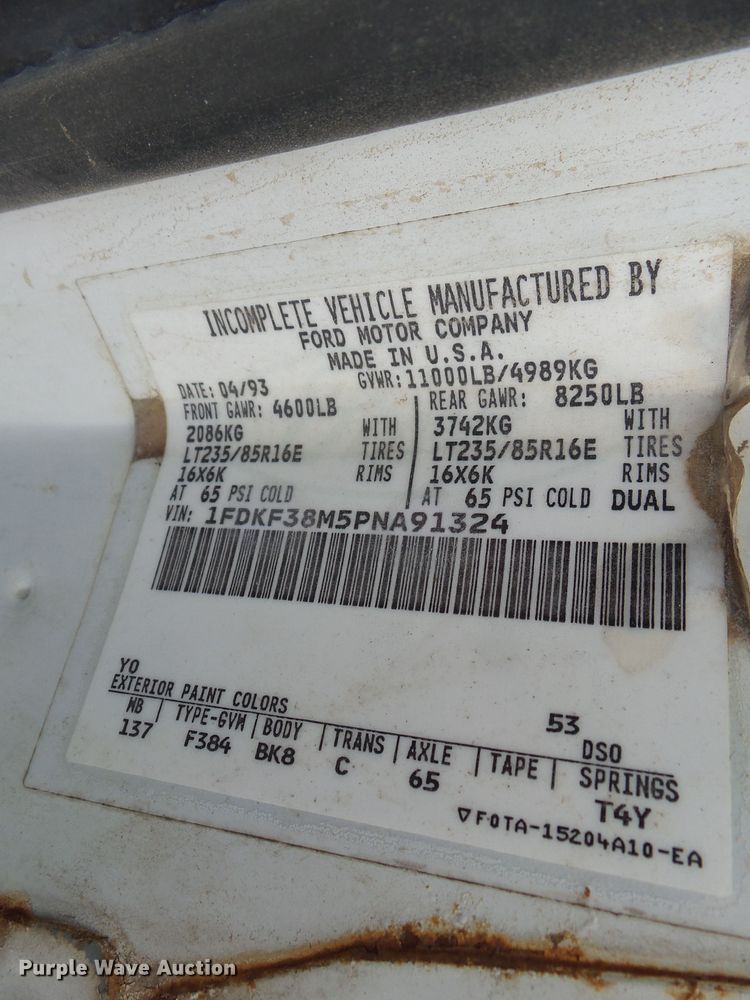 INCOMPLETE VEHICLE MANUFACTURED BY
FORD MOTOR COMPANY
MADE IN U.S.A.
DATE: 04/93 GVWR:11000LB/4989KG
FRONT GAWR: 4600LB REAR GAWR: 8250LB
2086KG WITH 3742KG WITH
LT235/85R16E TIRES LT235/85R16E TIRES
16X6K RIMS 16X6K RIMS
AT 65 PSI COLD AT 65 PSI COLD DUAL
VIN: 1FDKF38M5PNA91324
YO
EXTERIOR PAINT COLORS 53 DSO
WB TYPE-GVM BODY TRANS AXLE TAPE SPRINGS
137 F384 BK8 C 65 T4Y
▽F0TA-15204A10-EA
Purple Wave Auction